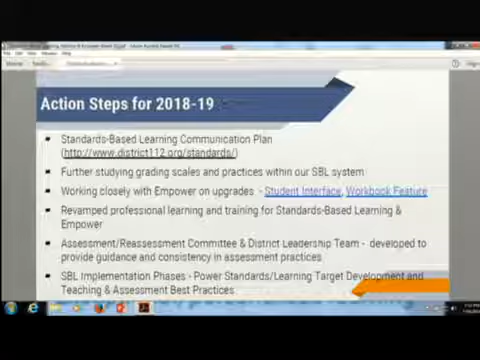 Action Steps for 2018-19
Standards-Based Learning Communication Plan
(http://www.district112.org/standards/)
Further studying grading scales and practices within our SBL system
Working closely with Empower on upgrades - Student Interface, Workbook Feature
Revamped professional learning and training for Standards-Based Learning &
Empower
Assessment/Reassessment Committee & District Leadership Team - developed to
provide guidance and consistency in assessment practices
SBL Implementation Phases - Power Standards/Learning Target Development and
Teaching & Assessment Best Practices